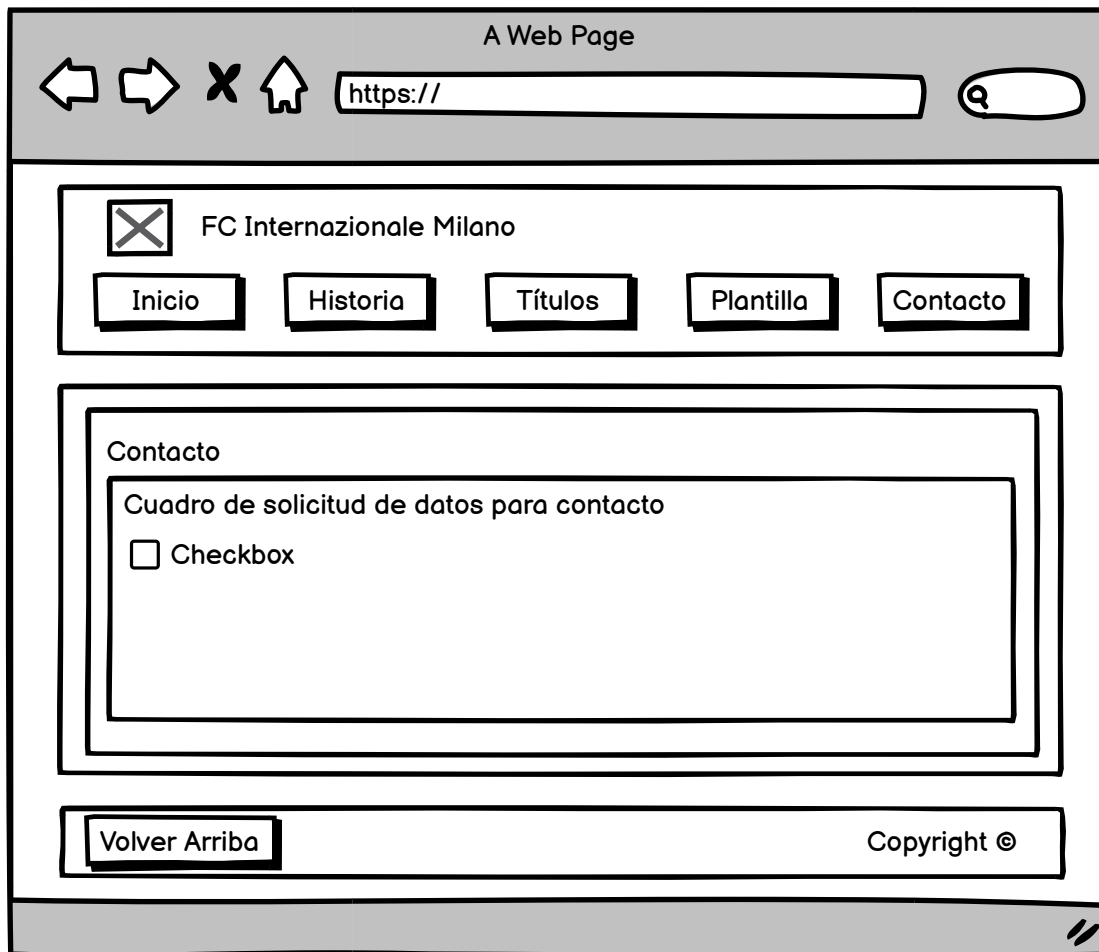 A Web Page
https://
FC Internazionale Milano
Inicio Historia Títulos Plantilla Contacto
Contacto
Cuadro de solicitud de datos para contacto
Checkbox
Volver Arriba Copyright ©